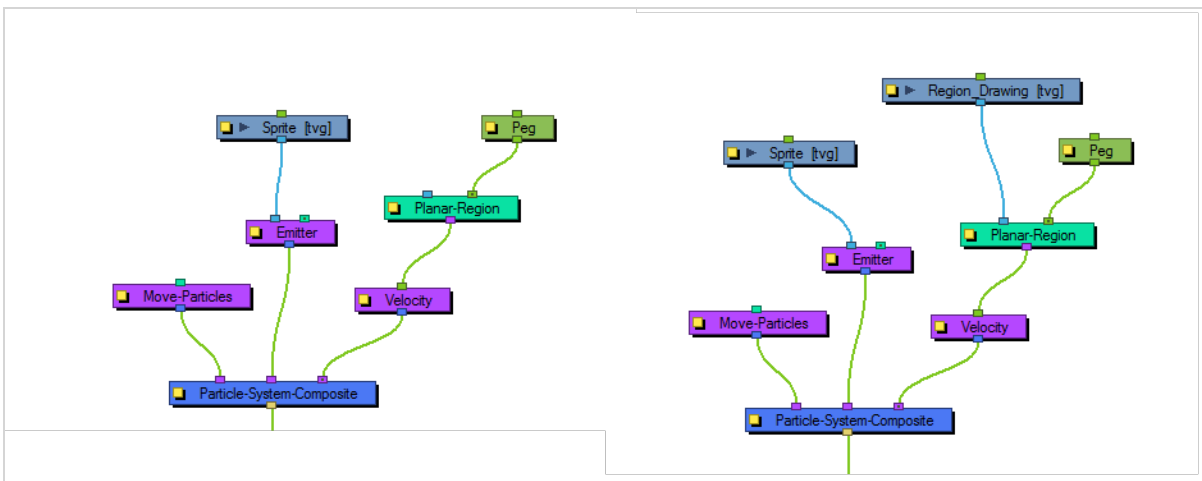 Sprite [tvg]
Peg
Planar-Region
Emitter
Move-Particles
Velocity
Particle-System-Composite
Region_Drawing [tvg]
Sprite [tvg]
Peg
Planar-Region
Emitter
Move-Particles
Velocity
Particle-System-Composite